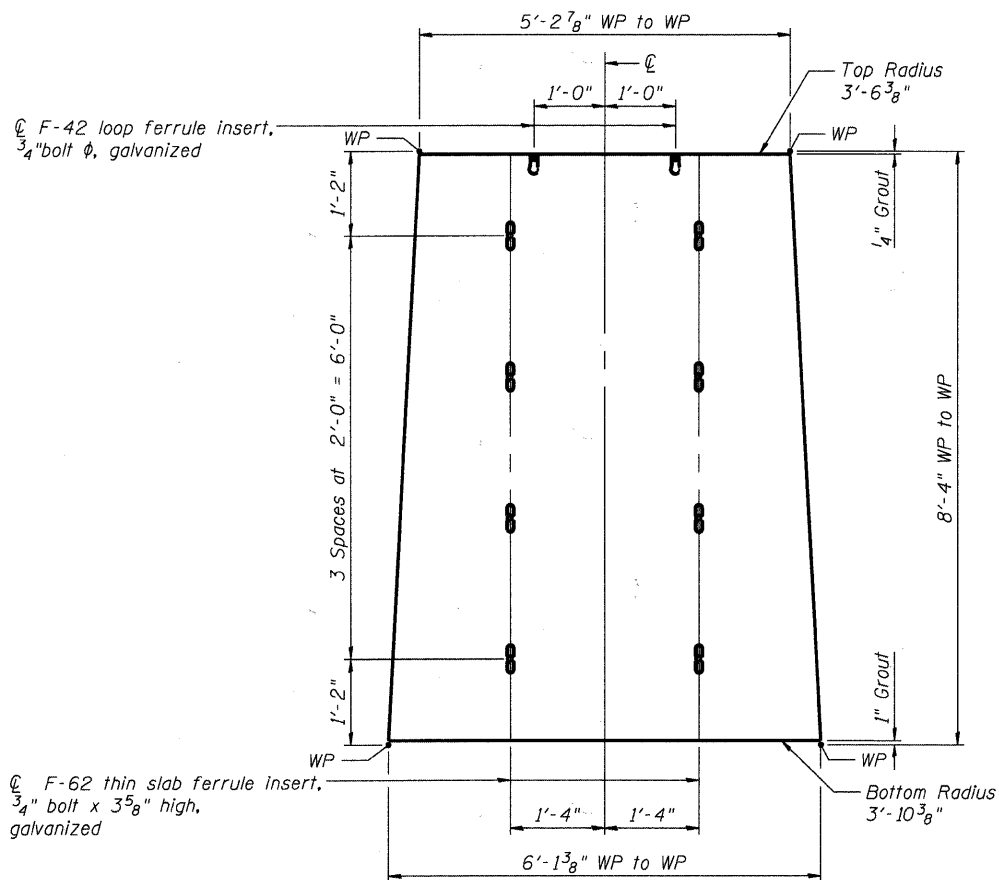 5'-2 7/8" WP to WP
℄
1'-0" 1'-0"
Top Radius
3'-6 3/8"
℄ F-42 loop ferrule insert,
3/4" bolt ϕ, galvanized
WP
WP
1'-2"
1/4" Grout
3 Spaces at 2'-0" = 6'-0"
8'-4" WP to WP
1'-2"
1" Grout
WP
WP
℄ F-62 thin slab ferrule insert,
3/4" bolt x 3 5/8" high,
galvanized
Bottom Radius
3'-10 3/8"
1'-4" 1'-4"
6'-1 3/8" WP to WP